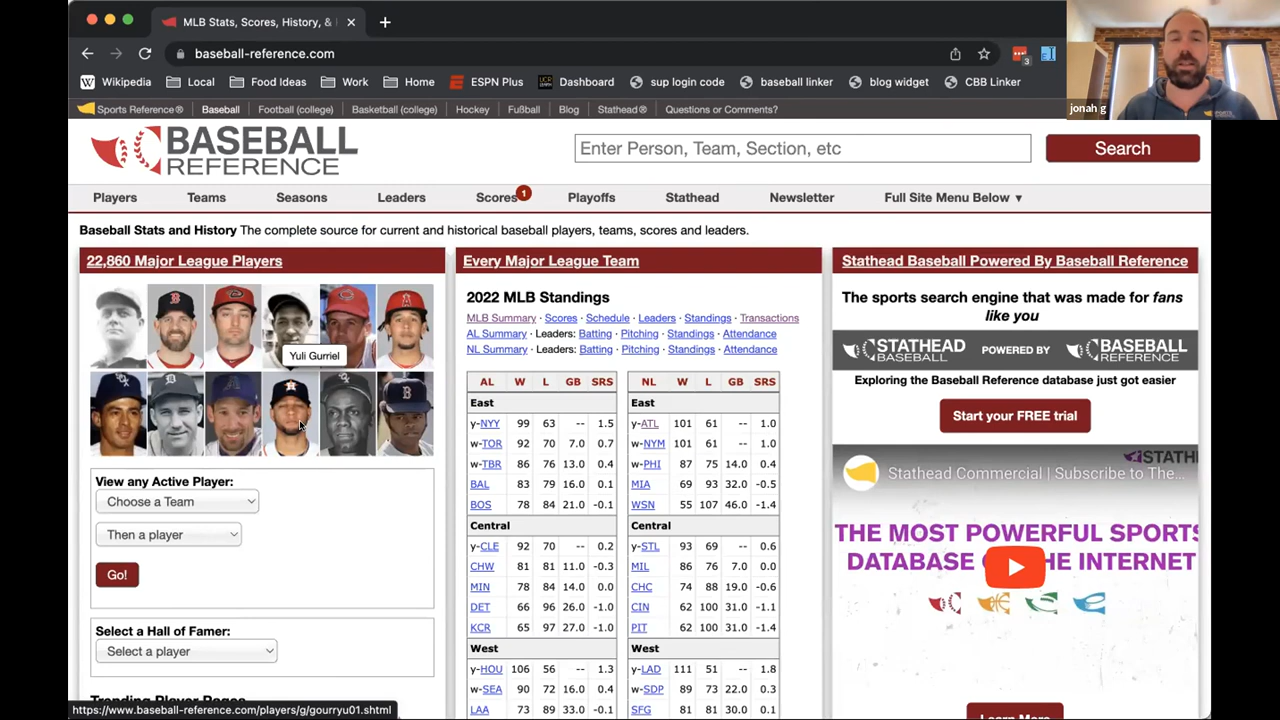 MLB Stats, Scores, History, &
baseball-reference.com
3
Wikipedia Local Food Ideas Work Home ESPN Plus Dashboard sup login code baseball linker blog widget CBB Linker
jonah g
Sports Reference® Baseball Football (college) Basketball (college) Hockey Fußball Blog Stathead® Questions or Comments?
BASEBALL
REFERENCE
Enter Person, Team, Section, etc
Search
Players Teams Seasons Leaders Scores 1 Playoffs Stathead Newsletter Full Site Menu Below ▼
Baseball Stats and History The complete source for current and historical baseball players, teams, scores and leaders.
22,860 Major League Players
Yuli Gurriel
View any Active Player:
Choose a Team
Then a player
Go!
Select a Hall of Famer:
Select a player
Trending Player Pages
https://www.baseball-reference.com/players/g/gourryu01.shtml
Every Major League Team
2022 MLB Standings
MLB Summary · Scores · Schedule · Leaders · Standings · Transactions
AL Summary · Leaders: Batting · Pitching · Standings · Attendance
NL Summary · Leaders: Batting · Pitching · Standings · Attendance
AL W L GB SRS
East
y-NYY 99 63 -- 1.5
w-TOR 92 70 7.0 0.7
w-TBR 86 76 13.0 0.4
BAL 83 79 16.0 0.1
BOS 78 84 21.0 -0.1
Central
y-CLE 92 70 -- 0.2
CHW 81 81 11.0 -0.3
MIN 78 84 14.0 0.0
DET 66 96 26.0 -1.0
KCR 65 97 27.0 -1.0
West
y-HOU 106 56 -- 1.3
w-SEA 90 72 16.0 0.4
LAA 73 89 33.0 -0.1
NL W L GB SRS
East
y-ATL 101 61 -- 1.0
w-NYM 101 61 -- 1.0
w-PHI 87 75 14.0 0.4
MIA 69 93 32.0 -0.5
WSN 55 107 46.0 -1.4
Central
y-STL 93 69 -- 0.6
MIL 86 76 7.0 0.0
CHC 74 88 19.0 -0.6
CIN 62 100 31.0 -1.1
PIT 62 100 31.0 -1.4
West
y-LAD 111 51 -- 1.8
w-SDP 89 73 22.0 0.3
SFG 81 81 30.0 0.1
Stathead Baseball Powered By Baseball Reference
The sports search engine that was made for fans
like you
STATHEAD
BASEBALL
POWERED BY
BASEBALL
REFERENCE
Exploring the Baseball Reference database just got easier
Start your FREE trial
STATH
Stathead Commercial | Subscribe to The...
THE MOST POWERFUL SPORTS
DATABASE THE INTERNET
Learn More